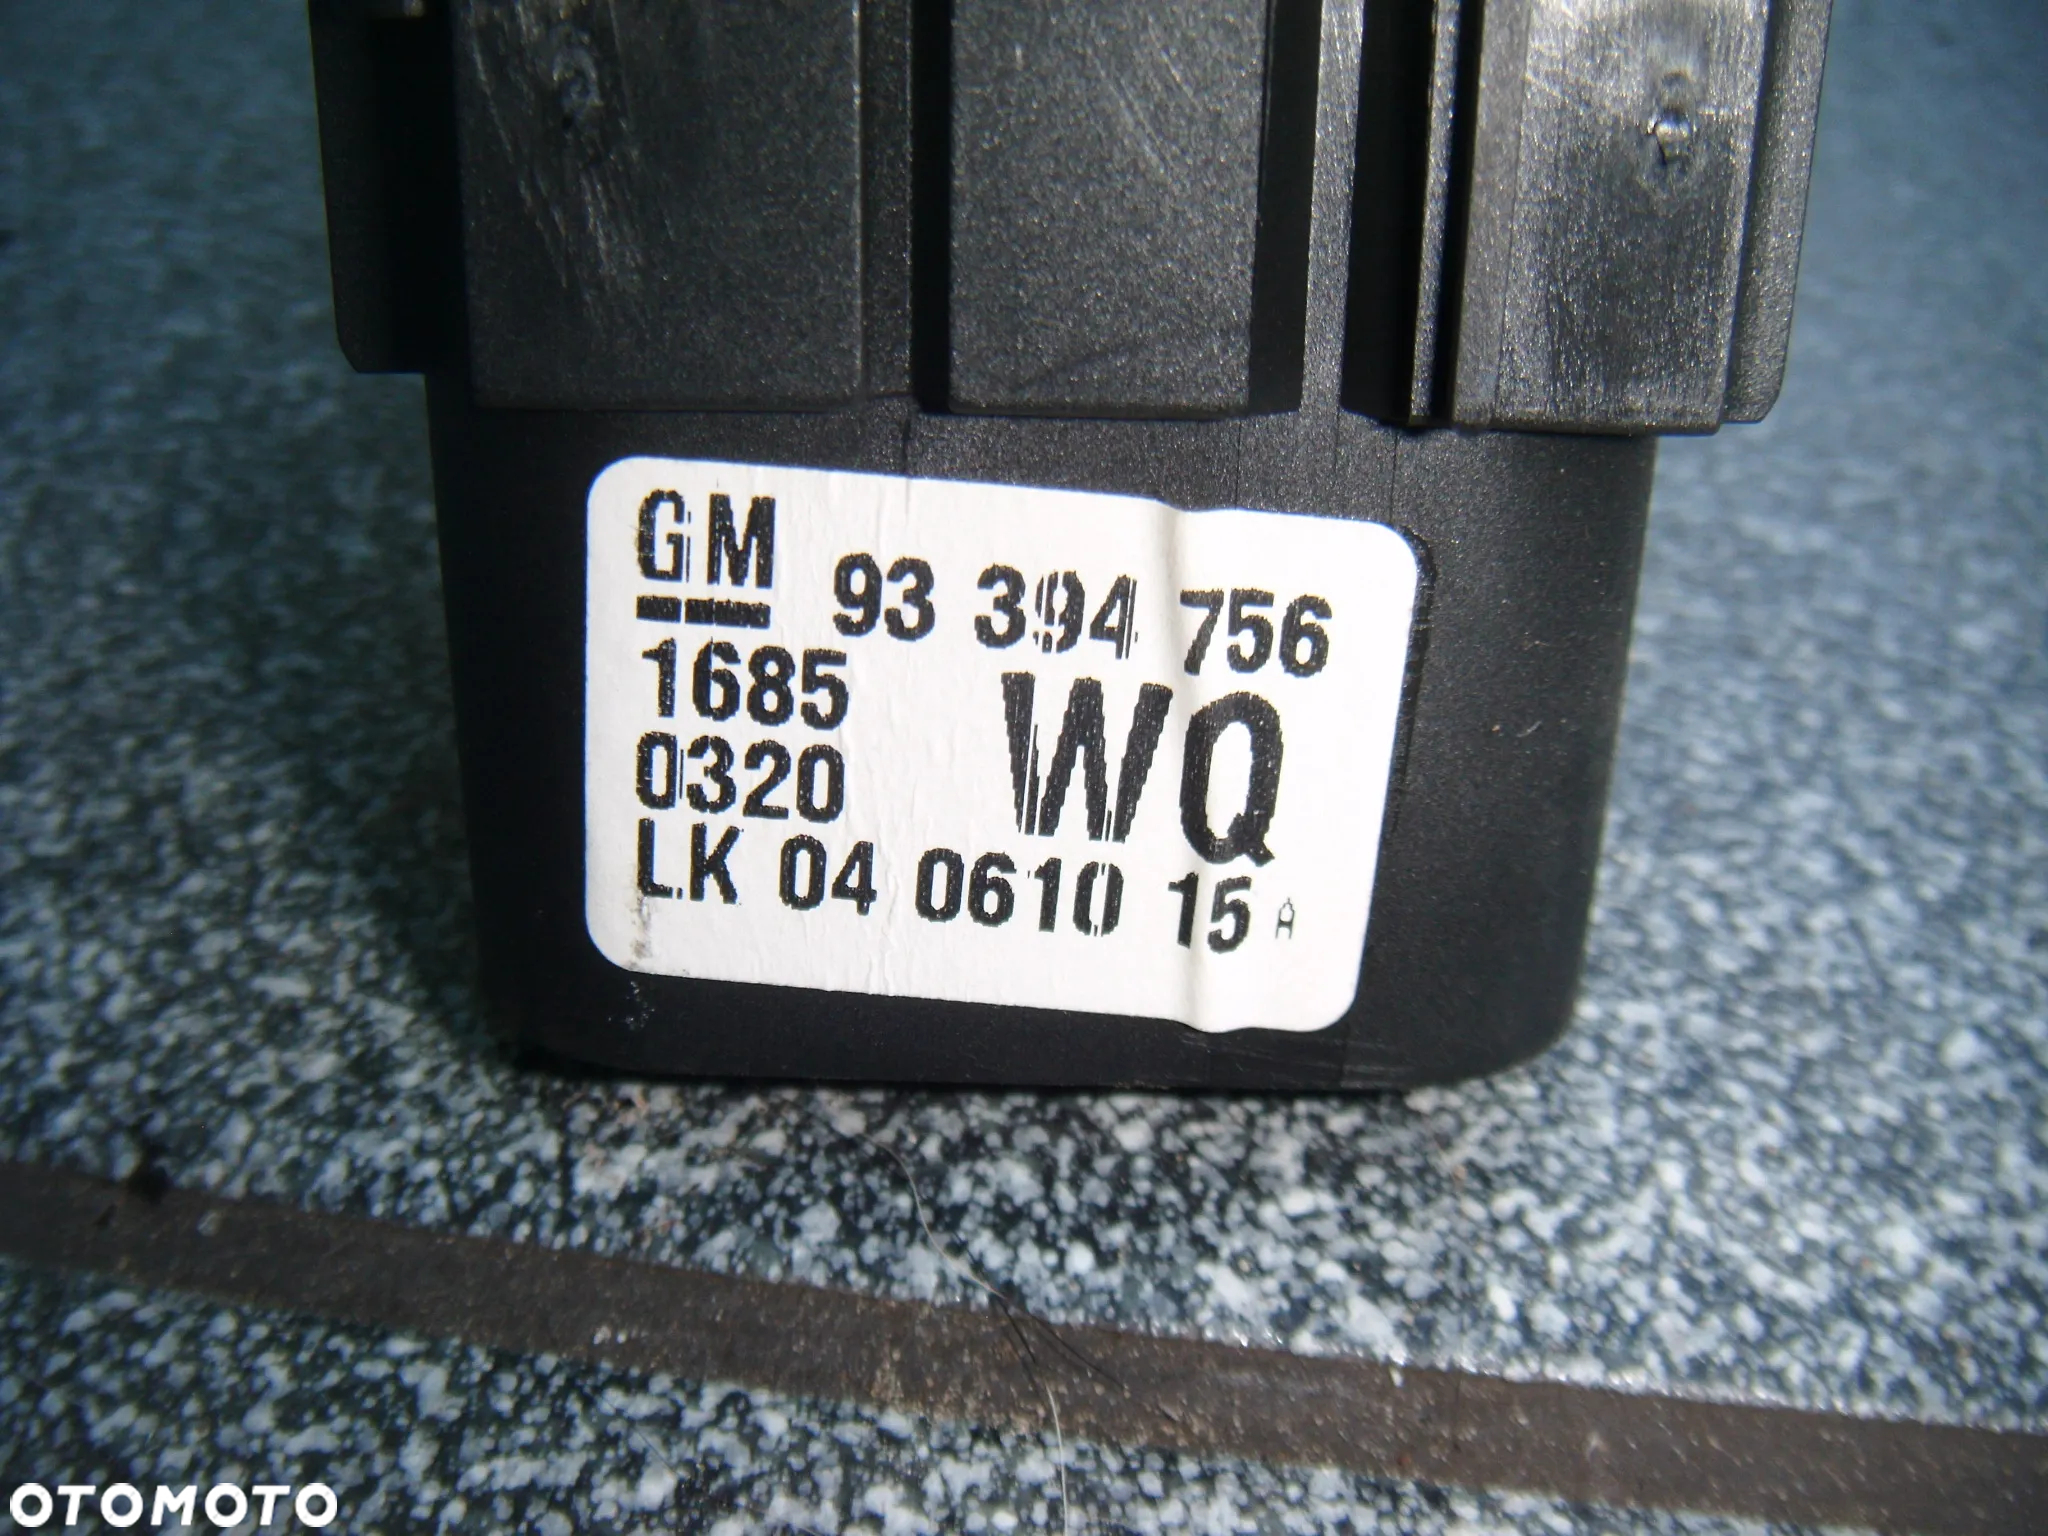 GM 93 394 756
1685
0320 WQ
LK 04 0610 15 A
OTOMOTO